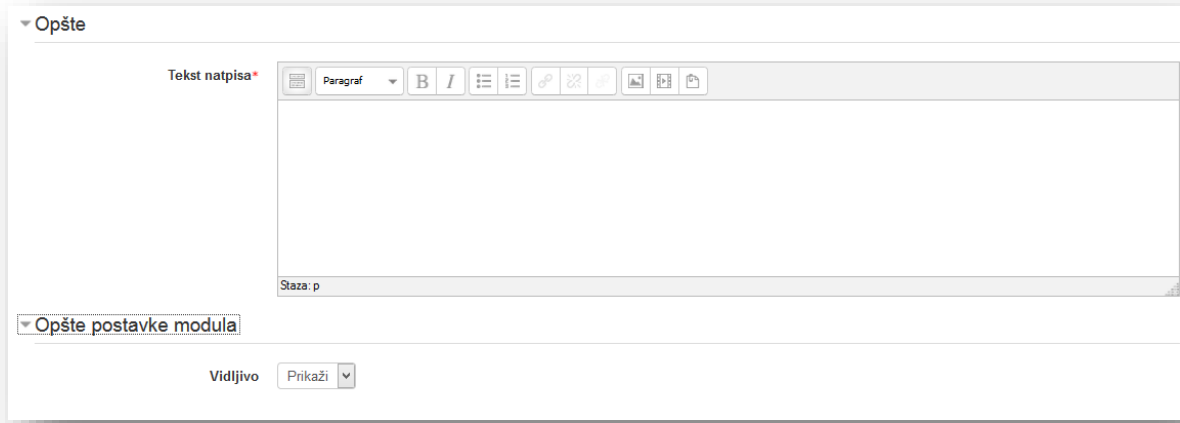 Opšte
Tekst natpisa*
Paragraf
B I
Staza: p
Opšte postavke modula
Vidljivo Prikaži